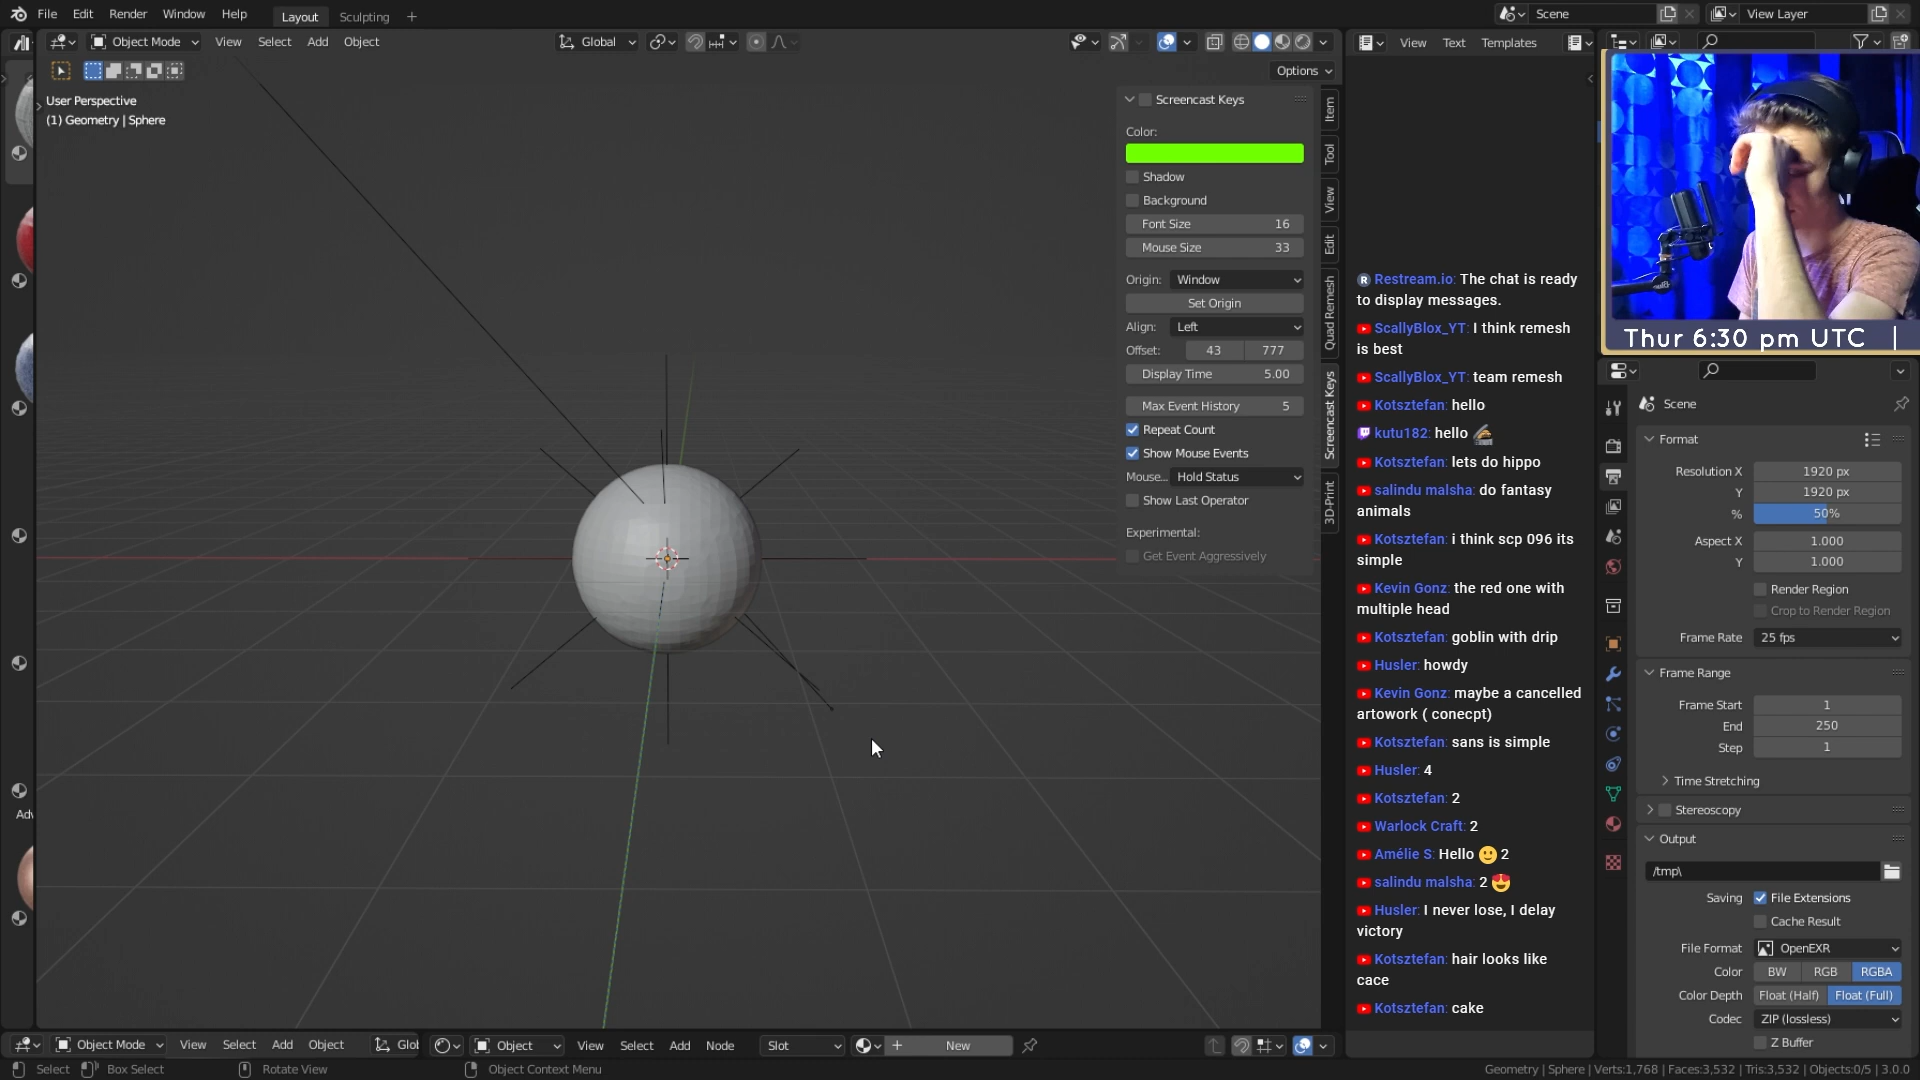 File Edit Render Window Help Layout Sculpting +
Scene View Layer
Object Mode View Select Add Object Global
View Text Templates
Options
User Perspective
(1) Geometry | Sphere
Screencast Keys
Color:
Shadow
Background
Font Size 16
Mouse Size 33
Origin: Window
Set Origin
Align: Left
Offset: 43 777
Display Time 5.00
Max Event History 5
Repeat Count
Show Mouse Events
Mouse... Hold Status
Show Last Operator
Experimental:
Get Event Aggressively
Item
Tool
View
Edit
Quad Remesh
Screencast Keys
3D-Print
Restream.io: The chat is ready
to display messages.
ScallyBlox_YT: I think remesh
is best
ScallyBlox_YT: team remesh
Kotsztefan: hello
kutu182: hello
Kotsztefan: lets do hippo
salindu malsha: do fantasy
animals
Kotsztefan: i think scp 096 its
simple
Kevin Gonz: the red one with
multiple head
Kotsztefan: goblin with drip
Husler: howdy
Kevin Gonz: maybe a cancelled
artowork ( conecpt)
Kotsztefan: sans is simple
Husler: 4
Kotsztefan: 2
Warlock Craft: 2
Amélie S: Hello 🙂 2
salindu malsha: 2 😍
Husler: I never lose, I delay
victory
Kotsztefan: hair looks like
cace
Kotsztefan: cake
Thur 6:30 pm UTC |
Scene
Format
Resolution X 1920 px
Y 1920 px
% 50%
Aspect X 1.000
Y 1.000
Render Region
Crop to Render Region
Frame Rate 25 fps
Frame Range
Frame Start 1
End 250
Step 1
Time Stretching
Stereoscopy
Output
/tmp\
Saving File Extensions
Cache Result
File Format OpenEXR
Color BW RGB RGBA
Color Depth Float (Half) Float (Full)
Codec ZIP (lossless)
Z Buffer
Adv
Object Mode View Select Add Object Glob
Object View Select Add Node Slot + New
Select Box Select Rotate View Object Context Menu
Geometry | Sphere | Verts:1,768 | Faces:3,532 | Tris:3,532 | Objects:0/5 | 3.0.0